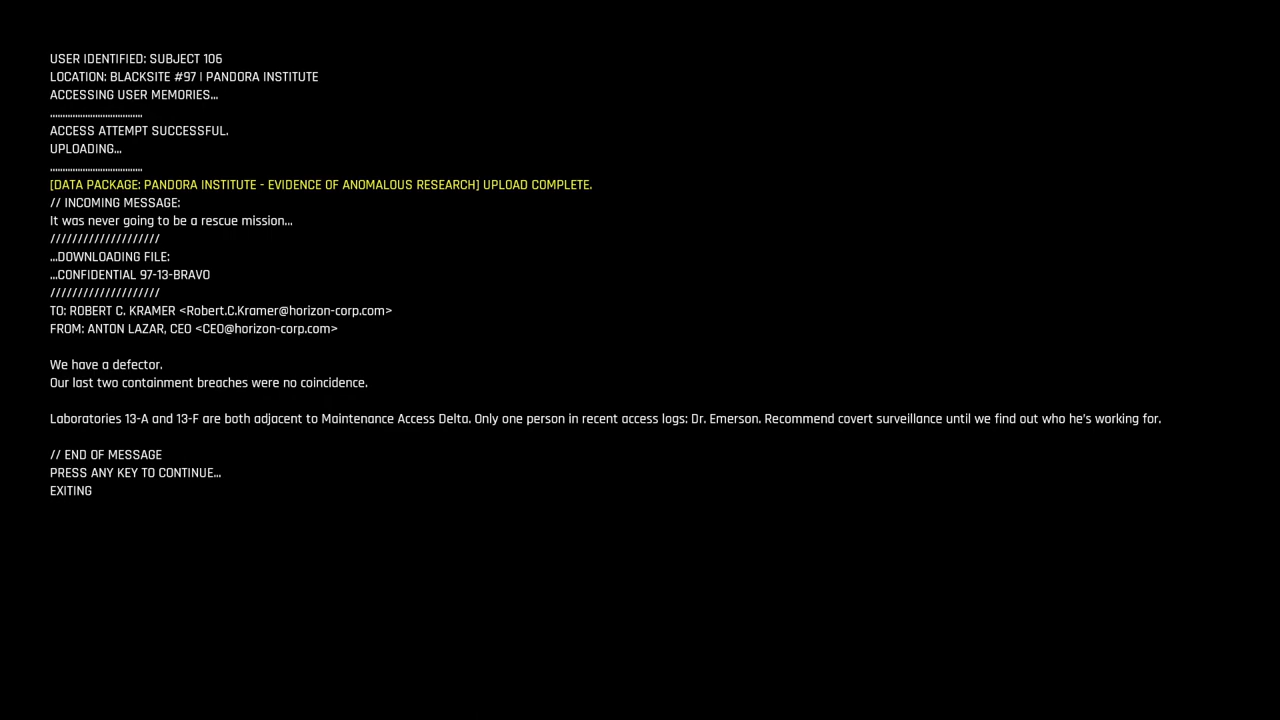 USER IDENTIFIED: SUBJECT 106
LOCATION: BLACKSITE #97 | PANDORA INSTITUTE
ACCESSING USER MEMORIES...
.....................................
ACCESS ATTEMPT SUCCESSFUL.
UPLOADING...
.....................................
[DATA PACKAGE: PANDORA INSTITUTE - EVIDENCE OF ANOMALOUS RESEARCH] UPLOAD COMPLETE.
// INCOMING MESSAGE:
It was never going to be a rescue mission...
////////////////////
...DOWNLOADING FILE:
...CONFIDENTIAL 97-13-BRAVO
////////////////////
TO: ROBERT C. KRAMER <Robert.C.Kramer@horizon-corp.com>
FROM: ANTON LAZAR, CEO <CEO@horizon-corp.com>
We have a defector.
Our last two containment breaches were no coincidence.
Laboratories 13-A and 13-F are both adjacent to Maintenance Access Delta. Only one person in recent access logs: Dr. Emerson. Recommend covert surveillance until we find out who he's working for.
// END OF MESSAGE
PRESS ANY KEY TO CONTINUE...
EXITING